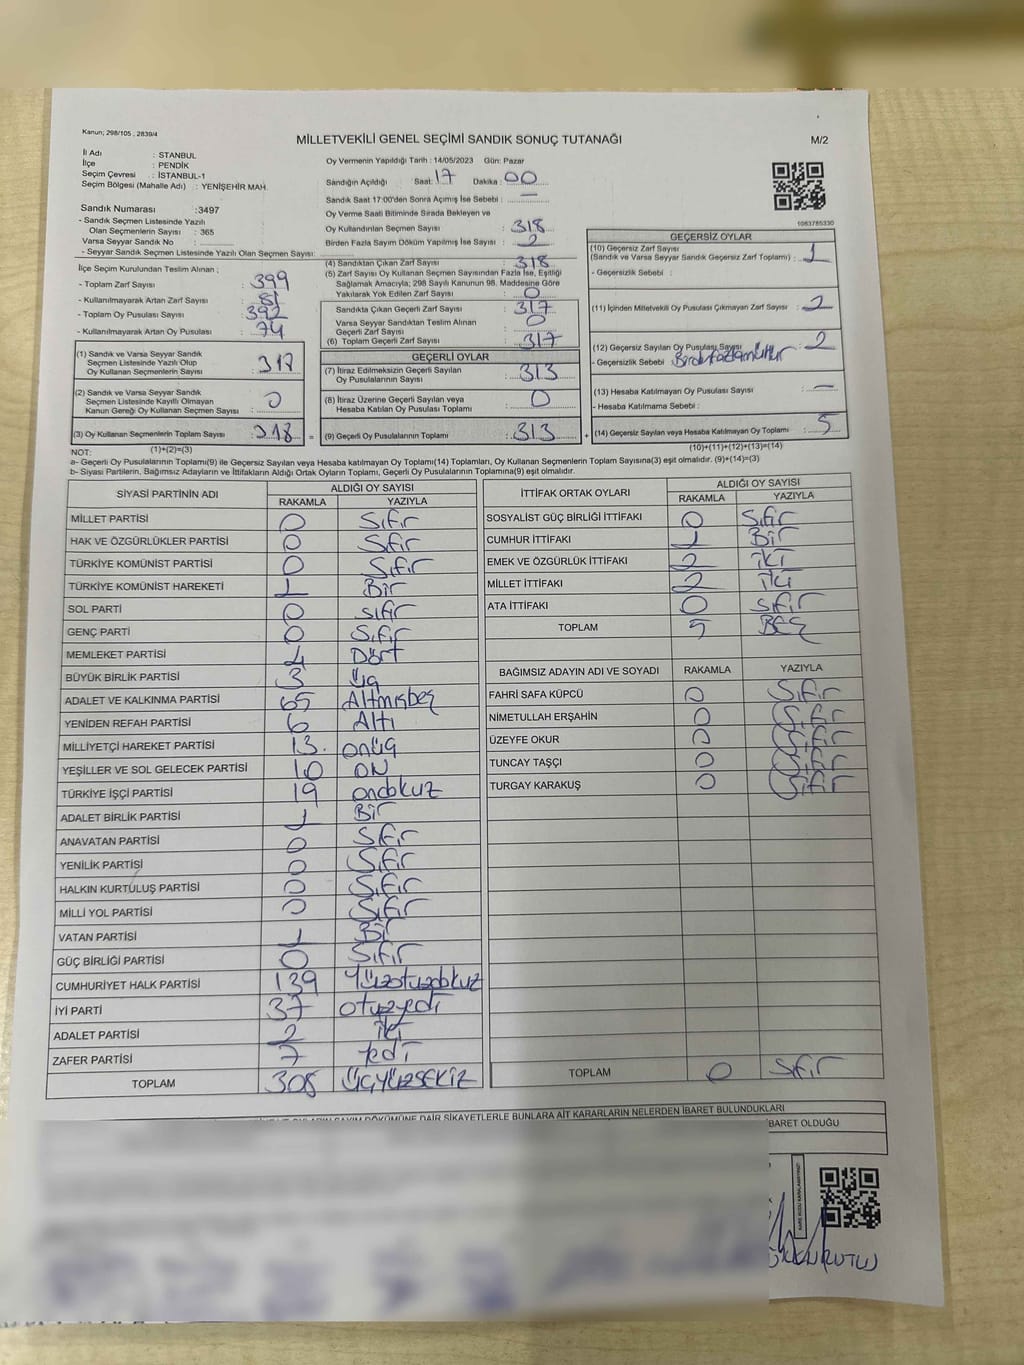 Kanun; 298/105 , 2839/4
MİLLETVEKİLİ GENEL SEÇİMİ SANDIK SONUÇ TUTANAĞI
M/2
İl Adı : STANBUL
İlçe : PENDİK
Seçim Çevresi : İSTANBUL-1
Seçim Bölgesi (Mahalle Adı) : YENİŞEHİR MAH.
Sandık Numarası :3497
- Sandık Seçmen Listesinde Yazılı
Olan Seçmenlerin Sayısı : 365
Varsa Seyyar Sandık No
- Seyyar Sandık Seçmen Listesinde Yazılı Olan Seçmen Sayısı:
Oy Vermenin Yapıldığı Tarih : 14/05/2023 Gün: Pazar
Sandığın Açıldığı Saat: 17 Dakika : 00
Sandık Saat 17:00'den Sonra Açımış İse Sebebi : —
Oy Verme Saati Bitiminde Sırada Bekleyen ve
Oy Kullandırılan Seçmen Sayısı : 318
Birden Fazla Sayım Döküm Yapılmış İse Sayısı : 2
1083785330
İlçe Seçim Kurulundan Teslim Alınan ;
- Toplam Zarf Sayısı : 399
- Kullanılmayarak Artan Zarf Sayısı : 81
- Toplam Oy Pusulası Sayısı : 392
- Kullanılmayarak Artan Oy Pusulası : 74
(4) Sandıktan Çıkan Zarf Sayısı : 318
(5) Zarf Sayısı Oy Kullanan Seçmen Sayısından Fazla İse, Eşitliği
Sağlamak Amacıyla; 298 Sayılı Kanunun 98. Maddesine Göre
Yakılarak Yok Edilen Zarf Sayısı : 0
Sandıkta Çıkan Geçerli Zarf Sayısı : 317
Varsa Seyyar Sandıktan Teslim Alınan
Geçerli Zarf Sayısı : 0
(6) Toplam Geçerli Zarf Sayısı : 317
GEÇERSİZ OYLAR
(10) Geçersiz Zarf Sayısı
(Sandık ve Varsa Seyyar Sandık Geçersiz Zarf Toplamı) : 1
- Geçersizlik Sebebi :
(11) İçinden Milletvekili Oy Pusulası Çıkmayan Zarf Sayısı : 2
(12) Geçersiz Sayılan Oy Pusulası Sayısı : 2
- Geçersizlik Sebebi
(13) Hesaba Katılmayan Oy Pusulası Sayısı : —
- Hesaba Katılmama Sebebi :
(14) Geçersiz Sayılan veya Hesaba Katılmayan Oy Toplamı : 5
(10)+(11)+(12)+(13)=(14)
(1) Sandık ve Varsa Seyyar Sandık
Seçmen Listesinde Yazılı Olup
Oy Kullanan Seçmenlerin Sayısı
(2) Sandık ve Varsa Seyyar Sandık
Seçmen Listesinde Kayıtlı Olmayan
Kanun Gereği Oy Kullanan Seçmen Sayısı : 0
(3) Oy Kullanan Seçmenlerin Toplam Sayısı : 318 =
(1)+(2)=(3)
GEÇERLİ OYLAR
(7) İtiraz Edilmeksizin Geçerli Sayılan
Oy Pusulalarının Sayısı : 313
(8) İtiraz Üzerine Geçerli Sayılan veya
Hesaba Katılan Oy Pusulası Toplamı : 0
(9) Geçerli Oy Pusulalarının Toplamı : 313 +
NOT:
a- Geçerli Oy Pusulalarının Toplamı(9) ile Geçersiz Sayılan veya Hesaba katılmayan Oy Toplamı(14) Toplamları, Oy Kullanan Seçmenlerin Toplam Sayısına(3) eşit olmalıdır. (9)+(14)=(3)
b- Siyasi Partilerin, Bağımsız Adayların ve İttifakların Aldığı Ortak Oyların Toplamı, Geçerli Oy Pusulalarının Toplamına(9) eşit olmalıdır.
SİYASİ PARTİNİN ADI ALDIĞI OY SAYISI
RAKAMLA YAZIYLA
MİLLET PARTİSİ 0 Sıfır
HAK VE ÖZGÜRLÜKLER PARTİSİ 0 Sıfır
TÜRKİYE KOMÜNİST PARTİSİ 0 Sıfır
TÜRKİYE KOMÜNİST HAREKETİ 1 Bir
SOL PARTİ 0 sıfır
GENÇ PARTİ 0 Sıfır
MEMLEKET PARTİSİ 4 Dört
BÜYÜK BİRLİK PARTİSİ 3 Üç
ADALET VE KALKINMA PARTİSİ 65 Altmışbeş
YENİDEN REFAH PARTİSİ 6 Altı
MİLLİYETÇİ HAREKET PARTİSİ 13. onüç
YEŞİLLER VE SOL GELECEK PARTİSİ 10 ON
TÜRKİYE İŞÇİ PARTİSİ 19 ondokuz
ADALET BİRLİK PARTİSİ 1 Bir
ANAVATAN PARTİSİ 0 Sıfır
YENİLİK PARTİSİ 0 Sıfır
HALKIN KURTULUŞ PARTİSİ 0 Sıfır
MİLLİ YOL PARTİSİ 0 Sıfır
VATAN PARTİSİ 1 Bir
GÜÇ BİRLİĞİ PARTİSİ 0 Sıfır
CUMHURİYET HALK PARTİSİ 139 Yüzotuzdokuz
İYİ PARTİ 37 otuzyedi
ADALET PARTİSİ 2 iki
ZAFER PARTİSİ 7 Yedi
TOPLAM 308 ÜÇYÜZSEKİZ
İTTİFAK ORTAK OYLARI ALDIĞI OY SAYISI
RAKAMLA YAZIYLA
SOSYALİST GÜÇ BİRLİĞİ İTTİFAKI 0 Sıfır
CUMHUR İTTİFAKI 1 Bir
EMEK VE ÖZGÜRLÜK İTTİFAKI 2 iki
MİLLET İTTİFAKI 2 iki
ATA İTTİFAKI 0 Sıfır
TOPLAM 5 BEŞ
BAĞIMSIZ ADAYIN ADI VE SOYADI RAKAMLA YAZIYLA
FAHRİ SAFA KÜPCÜ 0 Sıfır
NİMETULLAH ERŞAHİN 0 Sıfır
ÜZEYFE OKUR 0 Sıfır
TUNCAY TAŞÇI 0 Sıfır
TURGAY KARAKUŞ 0 Sıfır
TOPLAM 0 Sıfır
DÖKÜMÜNE DAİR ŞİKAYETLERLE BUNLARA AİT KARARLARIN NELERDEN İBARET BULUNDUKLARI
İBARET OLDUĞU